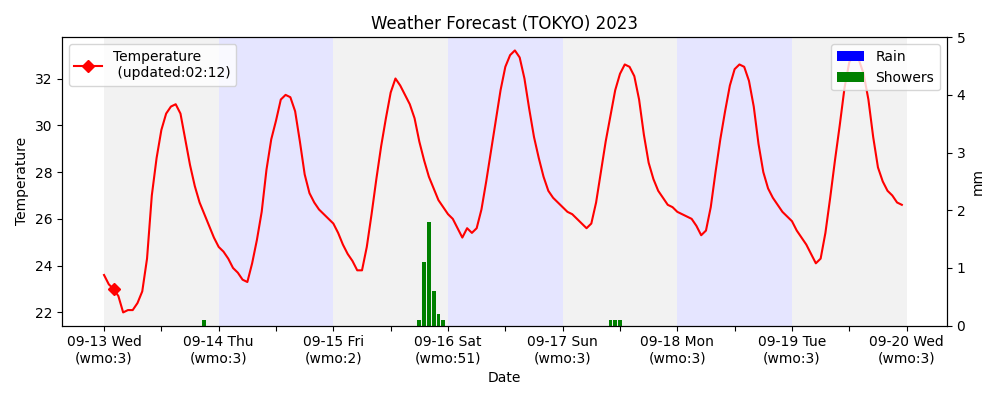 Weather Forecast (TOKYO) 2023
Temperature
(updated:02:12)
Rain
Showers
Temperature
32
30
28
26
24
22
5
4
3
2
1
0
mm
09-13 Wed
(wmo:3)
09-14 Thu
(wmo:3)
09-15 Fri
(wmo:2)
09-16 Sat
(wmo:51)
09-17 Sun
(wmo:3)
09-18 Mon
(wmo:3)
09-19 Tue
(wmo:3)
09-20 Wed
(wmo:3)
Date